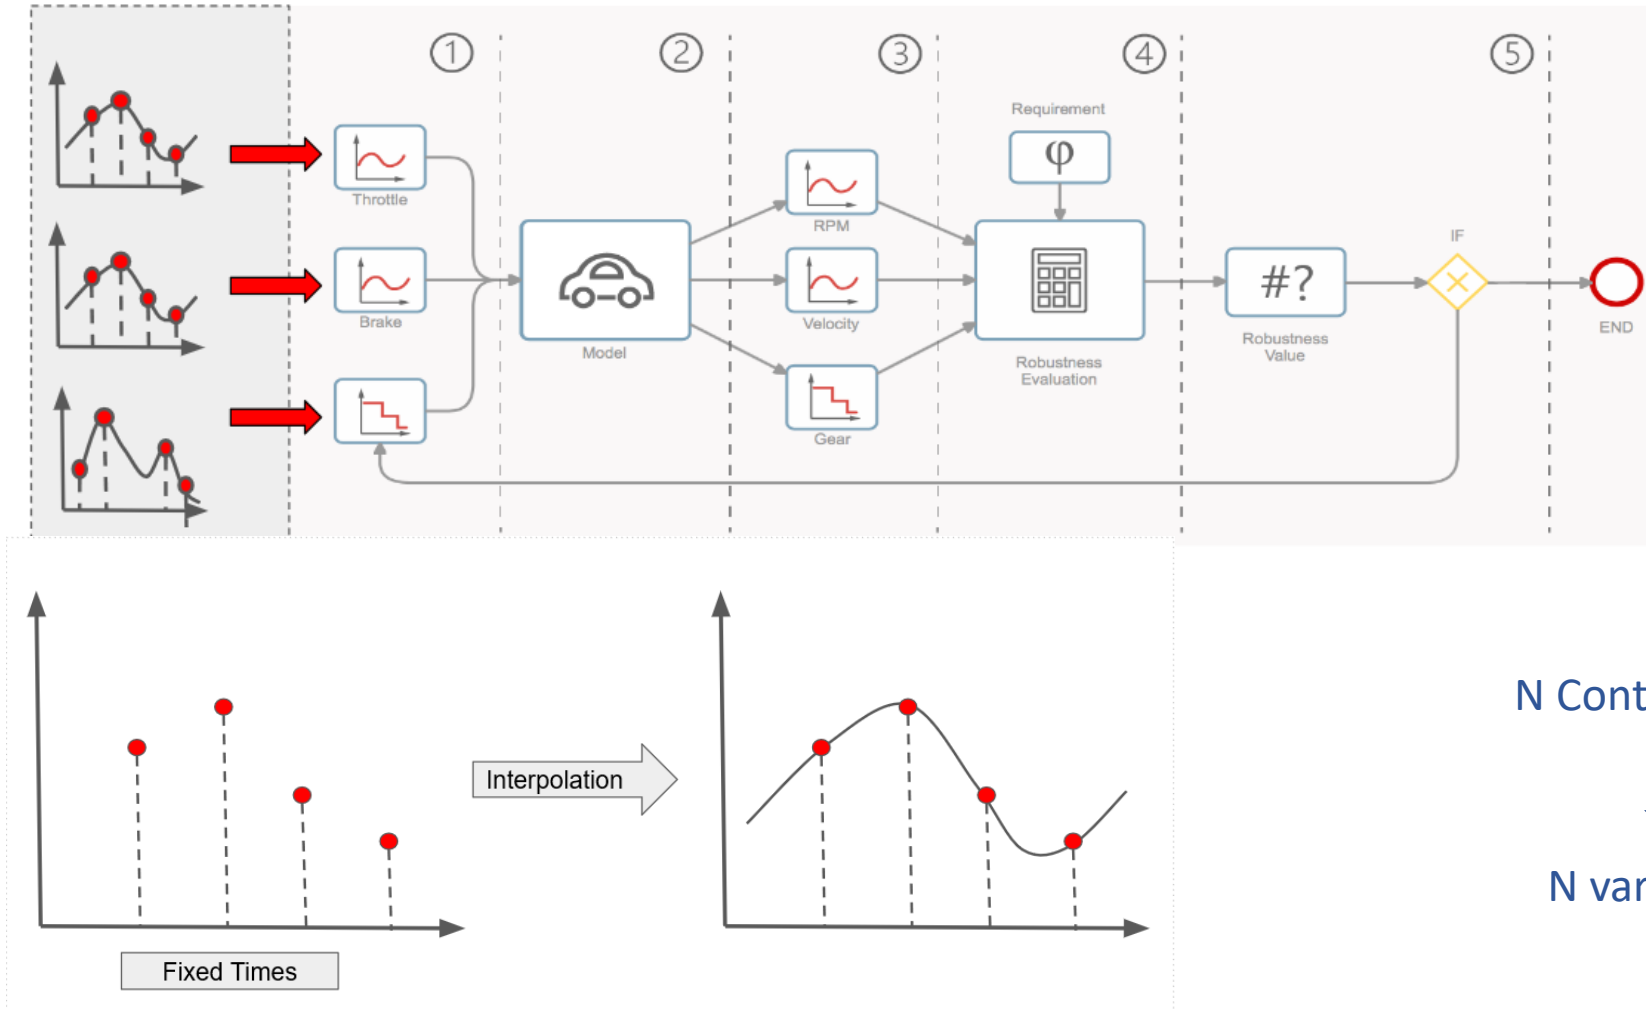 1
2
3
4
5
Requirement
φ
Throttle
RPM
IF
Brake
Model
Velocity
Robustness
Evaluation
#?
Robustness
Value
END
Gear
Interpolation
Fixed Times
N Cont
N var